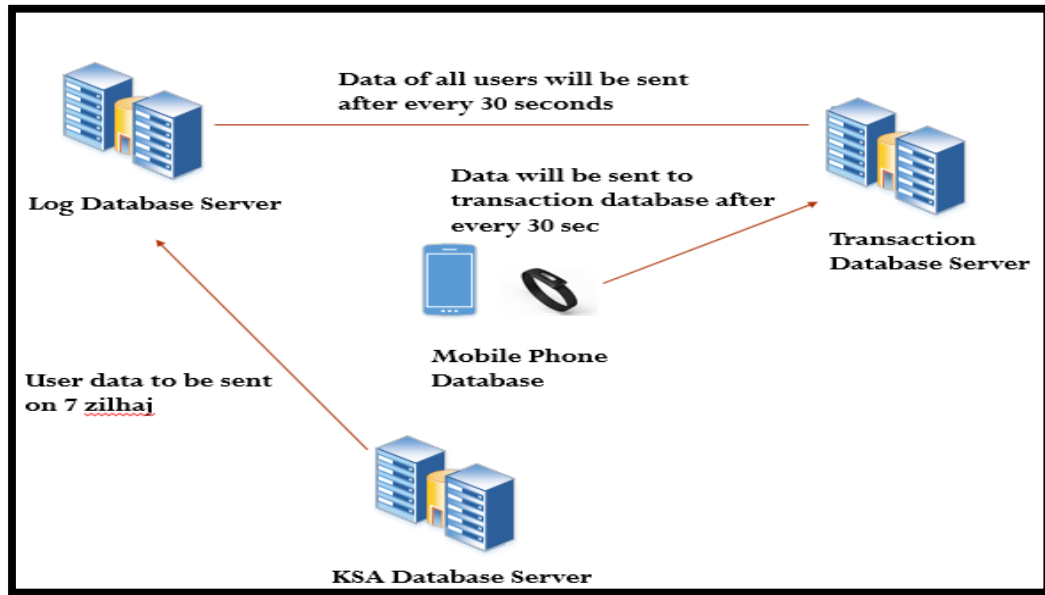 Data of all users will be sent
after every 30 seconds
Log Database Server
Data will be sent to
transaction database after
every 30 sec
Transaction
Database Server
Mobile Phone
Database
User data to be sent
on 7 zilhaj
KSA Database Server